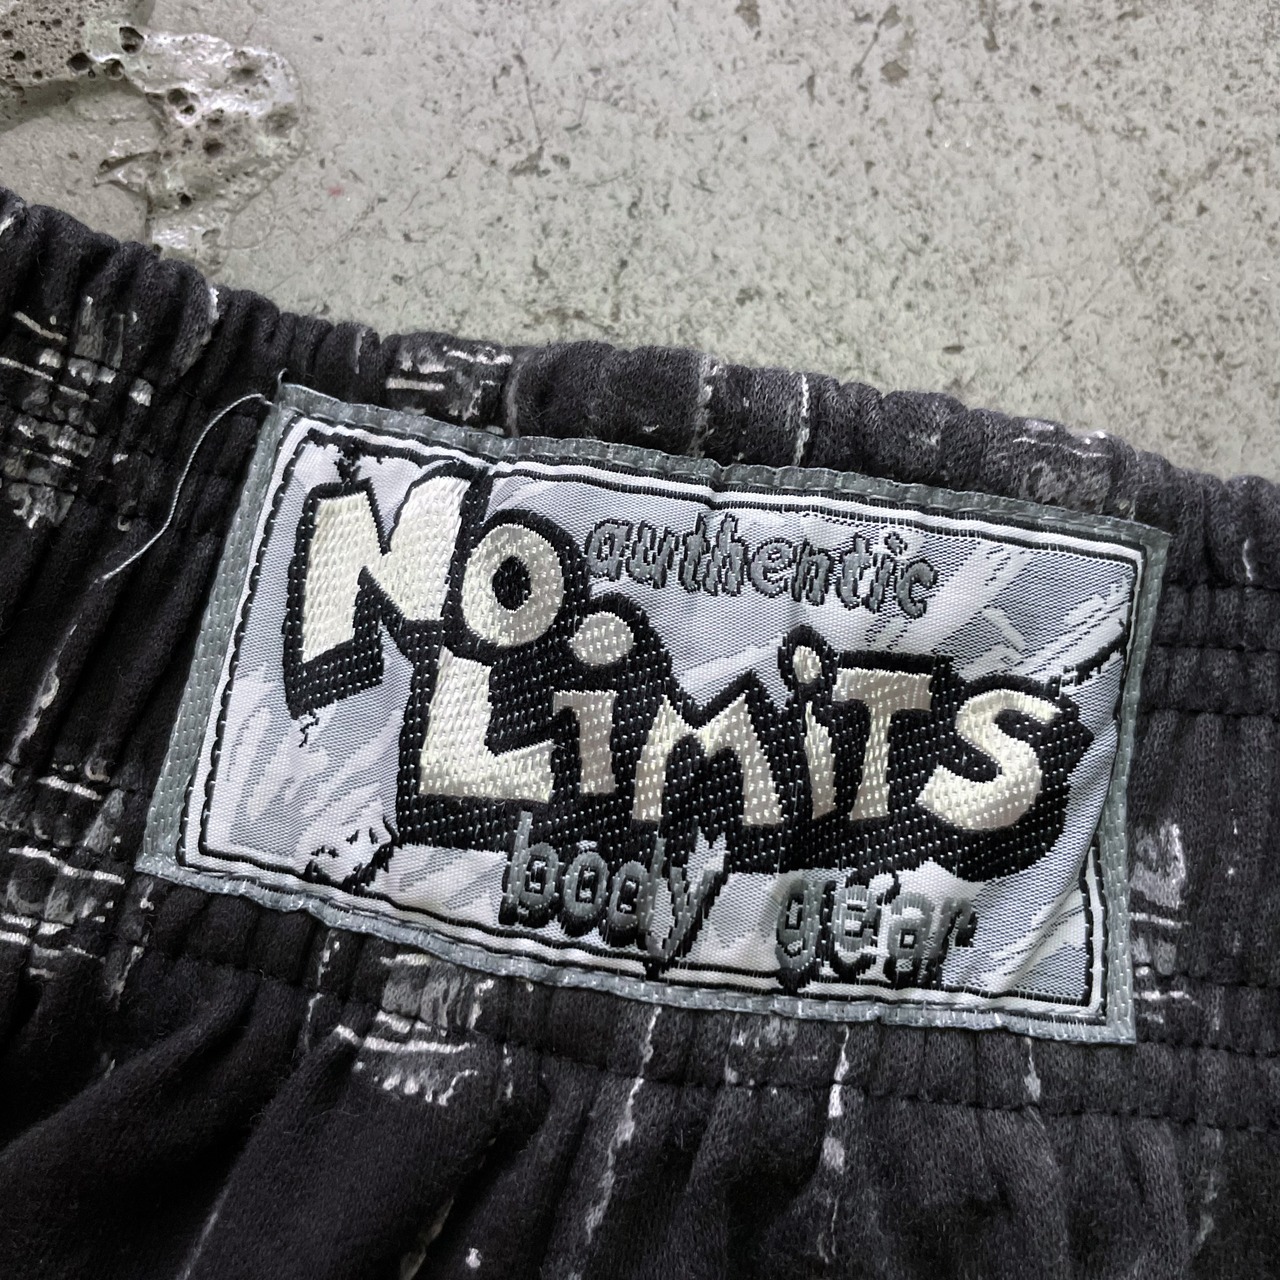 NO authentic
LiMiTS
body gear